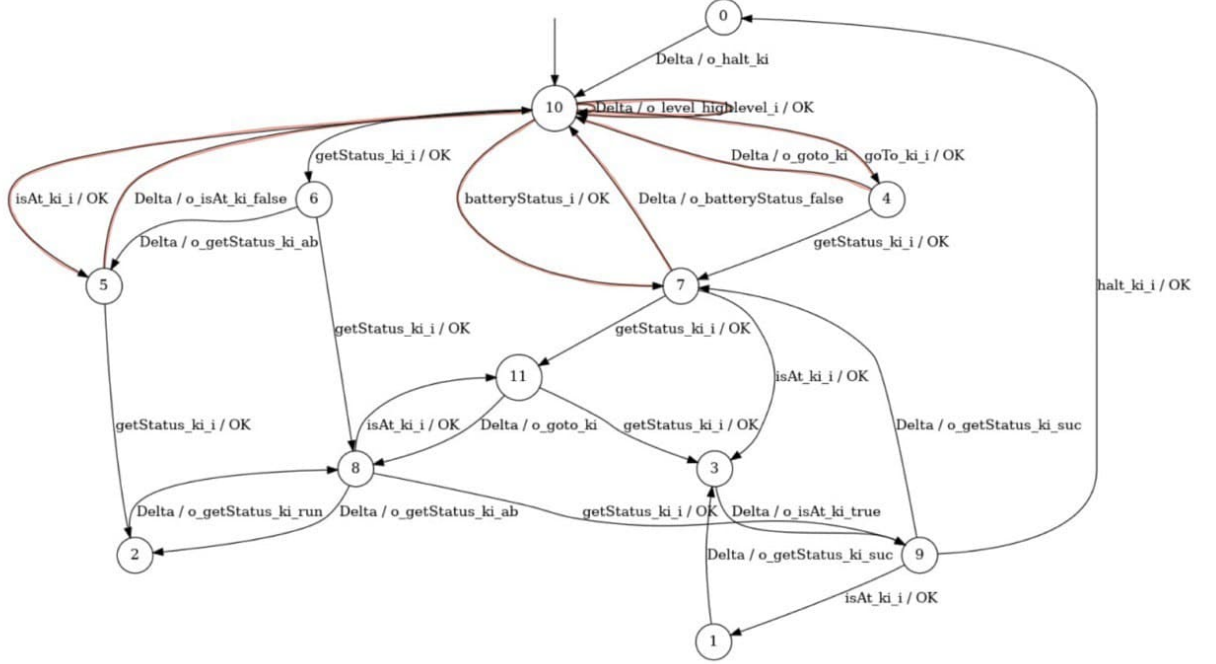 0
Delta / o_halt_ki
10
Delta / o_level_highlevel_i / OK
getStatus_ki_i / OK
Delta / o_goto_ki
goTo_ki_i / OK
isAt_ki_i / OK
Delta / o_isAt_ki_false
6
batteryStatus_i / OK
Delta / o_batteryStatus_false
4
Delta / o_getStatus_ki_ab
getStatus_ki_i / OK
5
7
halt_ki_i / OK
getStatus_ki_i / OK
getStatus_ki_i / OK
11
isAt_ki_i / OK
getStatus_ki_i / OK
isAt_ki_i / OK
Delta / o_goto_ki
getStatus_ki_i / OK
Delta / o_getStatus_ki_suc
8
3
Delta / o_getStatus_ki_run
Delta / o_getStatus_ki_ab
getStatus_ki_i / OK
Delta / o_isAt_ki_true
2
Delta / o_getStatus_ki_suc
9
isAt_ki_i / OK
1